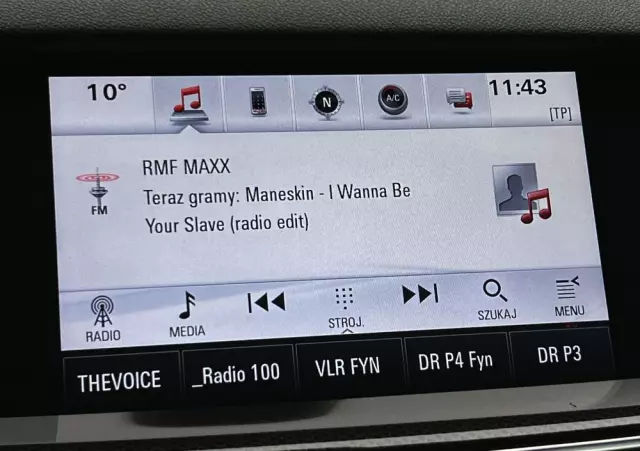 10°
N
A/C
11:43
[TP]
FM
RMF MAXX
Teraz gramy: Maneskin - I Wanna Be
Your Slave (radio edit)
RADIO
MEDIA
STROJ.
SZUKAJ
MENU
THEVOICE
_Radio 100
VLR FYN
DR P4 Fyn
DR P3